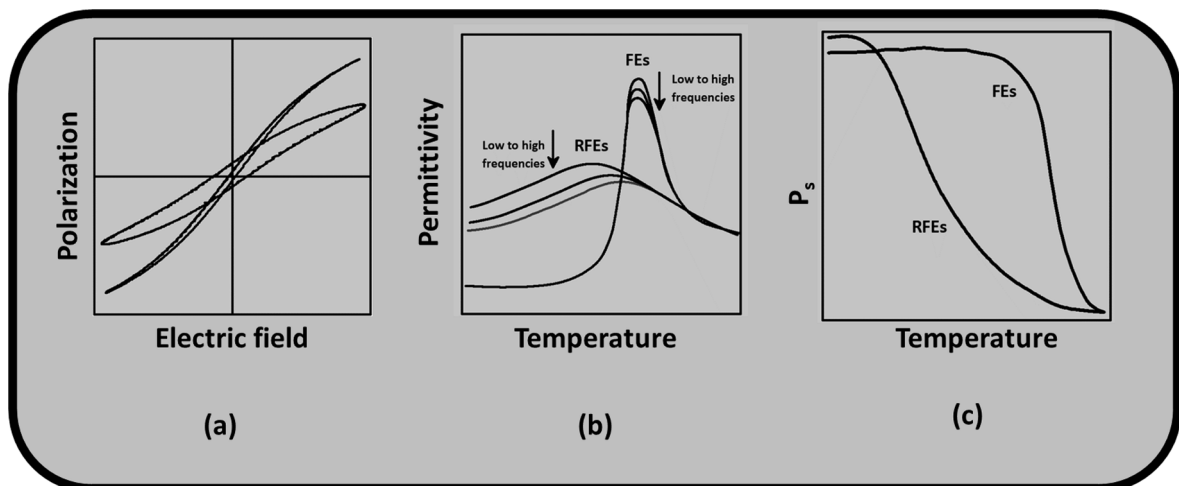 Polarization
Electric field
(a)
Permittivity
FEs
Low to high
frequencies
Low to high
frequencies
RFEs
Temperature
(b)
Ps
FEs
RFEs
Temperature
(c)